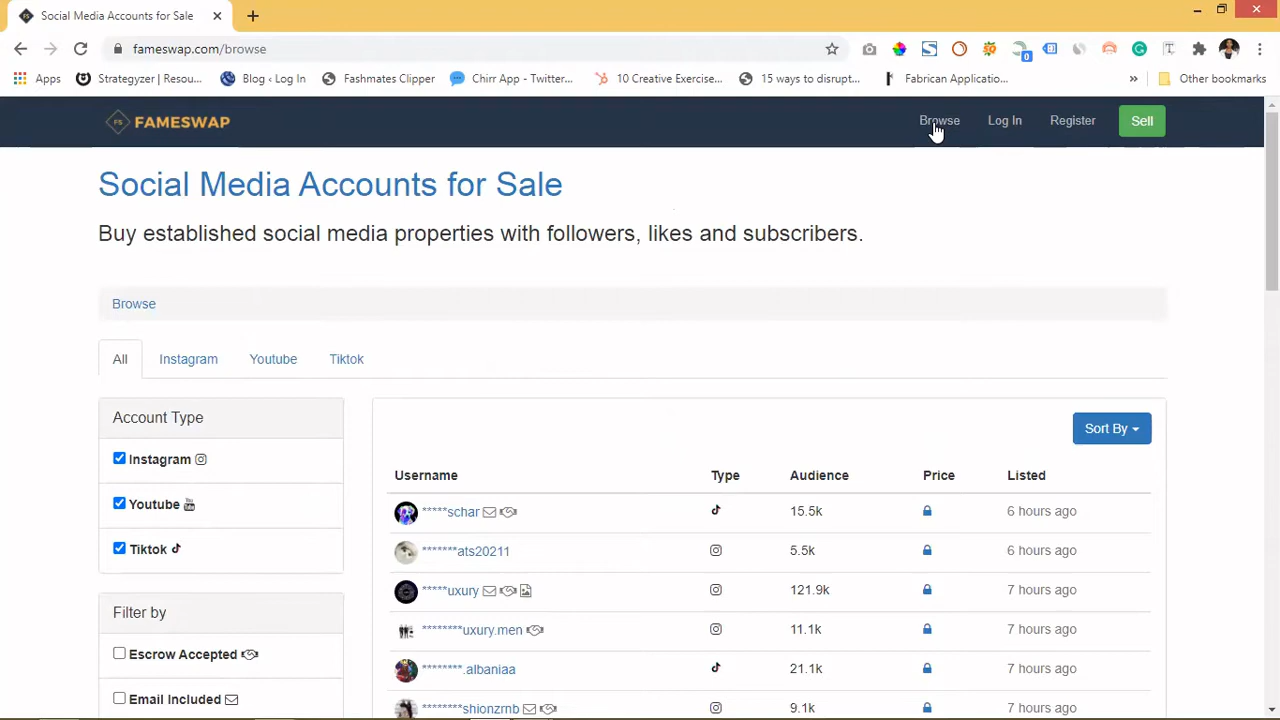 Social Media Accounts for Sale
fameswap.com/browse
0
Apps
Strategyzer | Resou...
Blog ‹ Log In
Fashmates Clipper
Chirr App - Twitter...
10 Creative Exercise...
15 ways to disrupt...
Fabrican Applicatio...
»
Other bookmarks
FS FAMESWAP
Browse
Log In
Register
Sell
Social Media Accounts for Sale
Buy established social media properties with followers, likes and subscribers.
Browse
All
Instagram
Youtube
Tiktok
Account Type
Instagram
Youtube
Tiktok
Filter by
Escrow Accepted
Email Included
Sort By
Username Type Audience Price Listed
*****schar 15.5k 6 hours ago
*******ats20211 5.5k 6 hours ago
*****uxury 121.9k 7 hours ago
********uxury.men 11.1k 7 hours ago
********.albaniaa 21.1k 7 hours ago
********shionzrnb 9.1k 7 hours ago